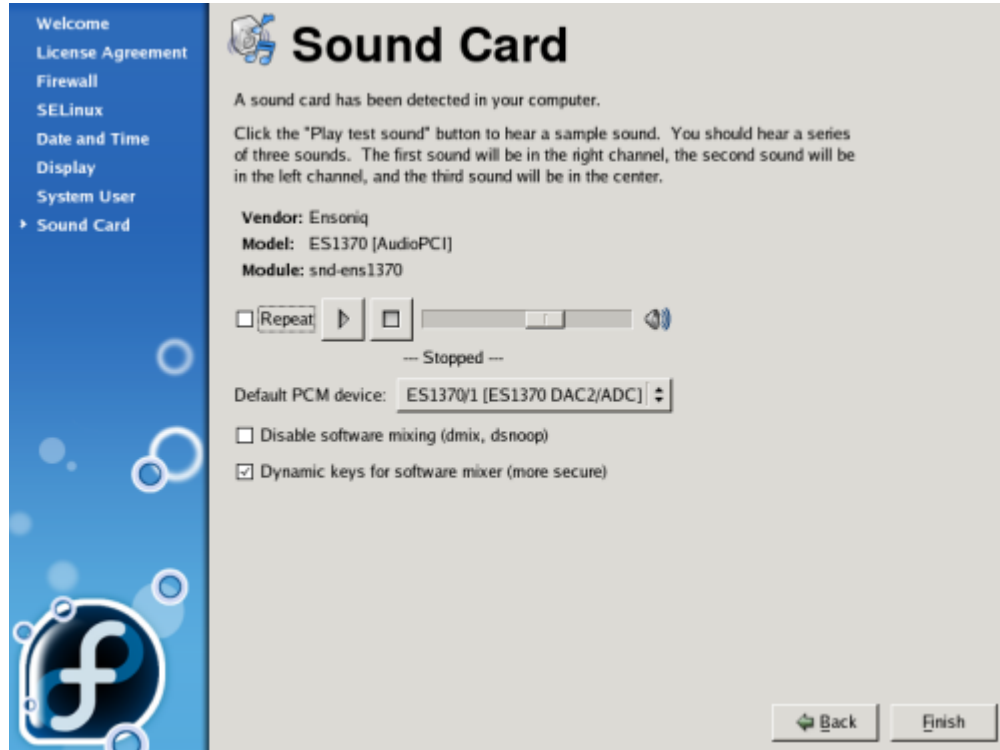 Welcome
License Agreement
Firewall
SELinux
Date and Time
Display
System User
Sound Card
Sound Card
A sound card has been detected in your computer.
Click the "Play test sound" button to hear a sample sound. You should hear a series
of three sounds. The first sound will be in the right channel, the second sound will be
in the left channel, and the third sound will be in the center.
Vendor: Ensoniq
Model: ES1370 [AudioPCI]
Module: snd-ens1370
Repeat
--- Stopped ---
Default PCM device: ES1370/1 [ES1370 DAC2/ADC]
Disable software mixing (dmix, dsnoop)
Dynamic keys for software mixer (more secure)
Back Finish